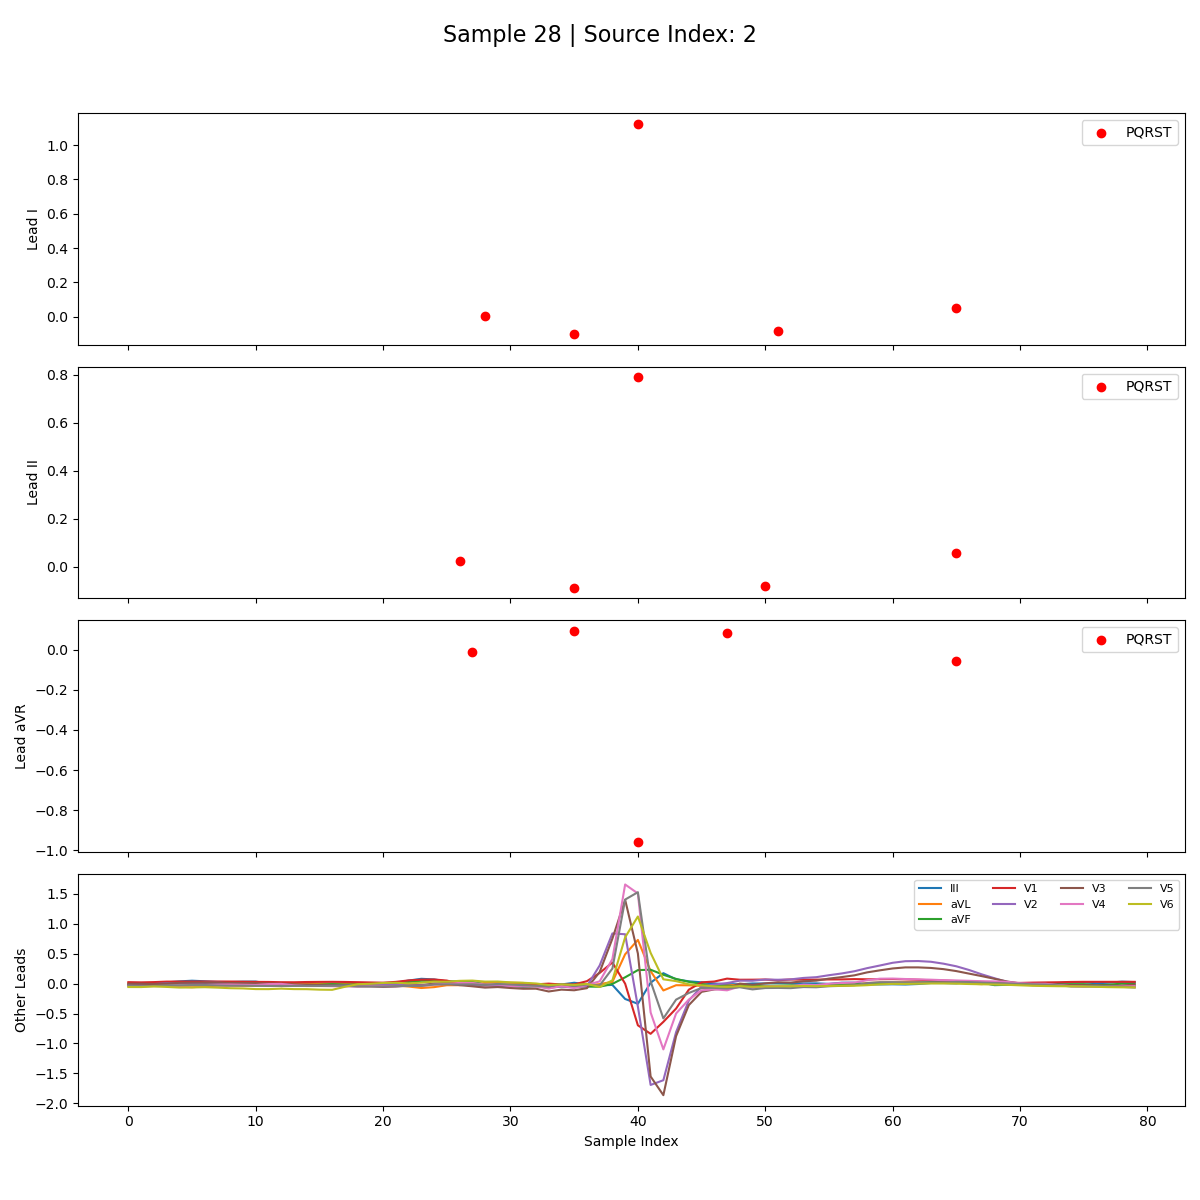 Sample 28 | Source Index: 2
Lead I
1.0
0.8
0.6
0.4
0.2
0.0
PQRST
Lead II
0.8
0.6
0.4
0.2
0.0
PQRST
Lead aVR
0.0
−0.2
−0.4
−0.6
−0.8
−1.0
PQRST
Other Leads
1.5
1.0
0.5
0.0
−0.5
−1.0
−1.5
−2.0
III V1 V3 V5
aVL V2 V4 V6
aVF
0 10 20 30 40 50 60 70 80
Sample Index